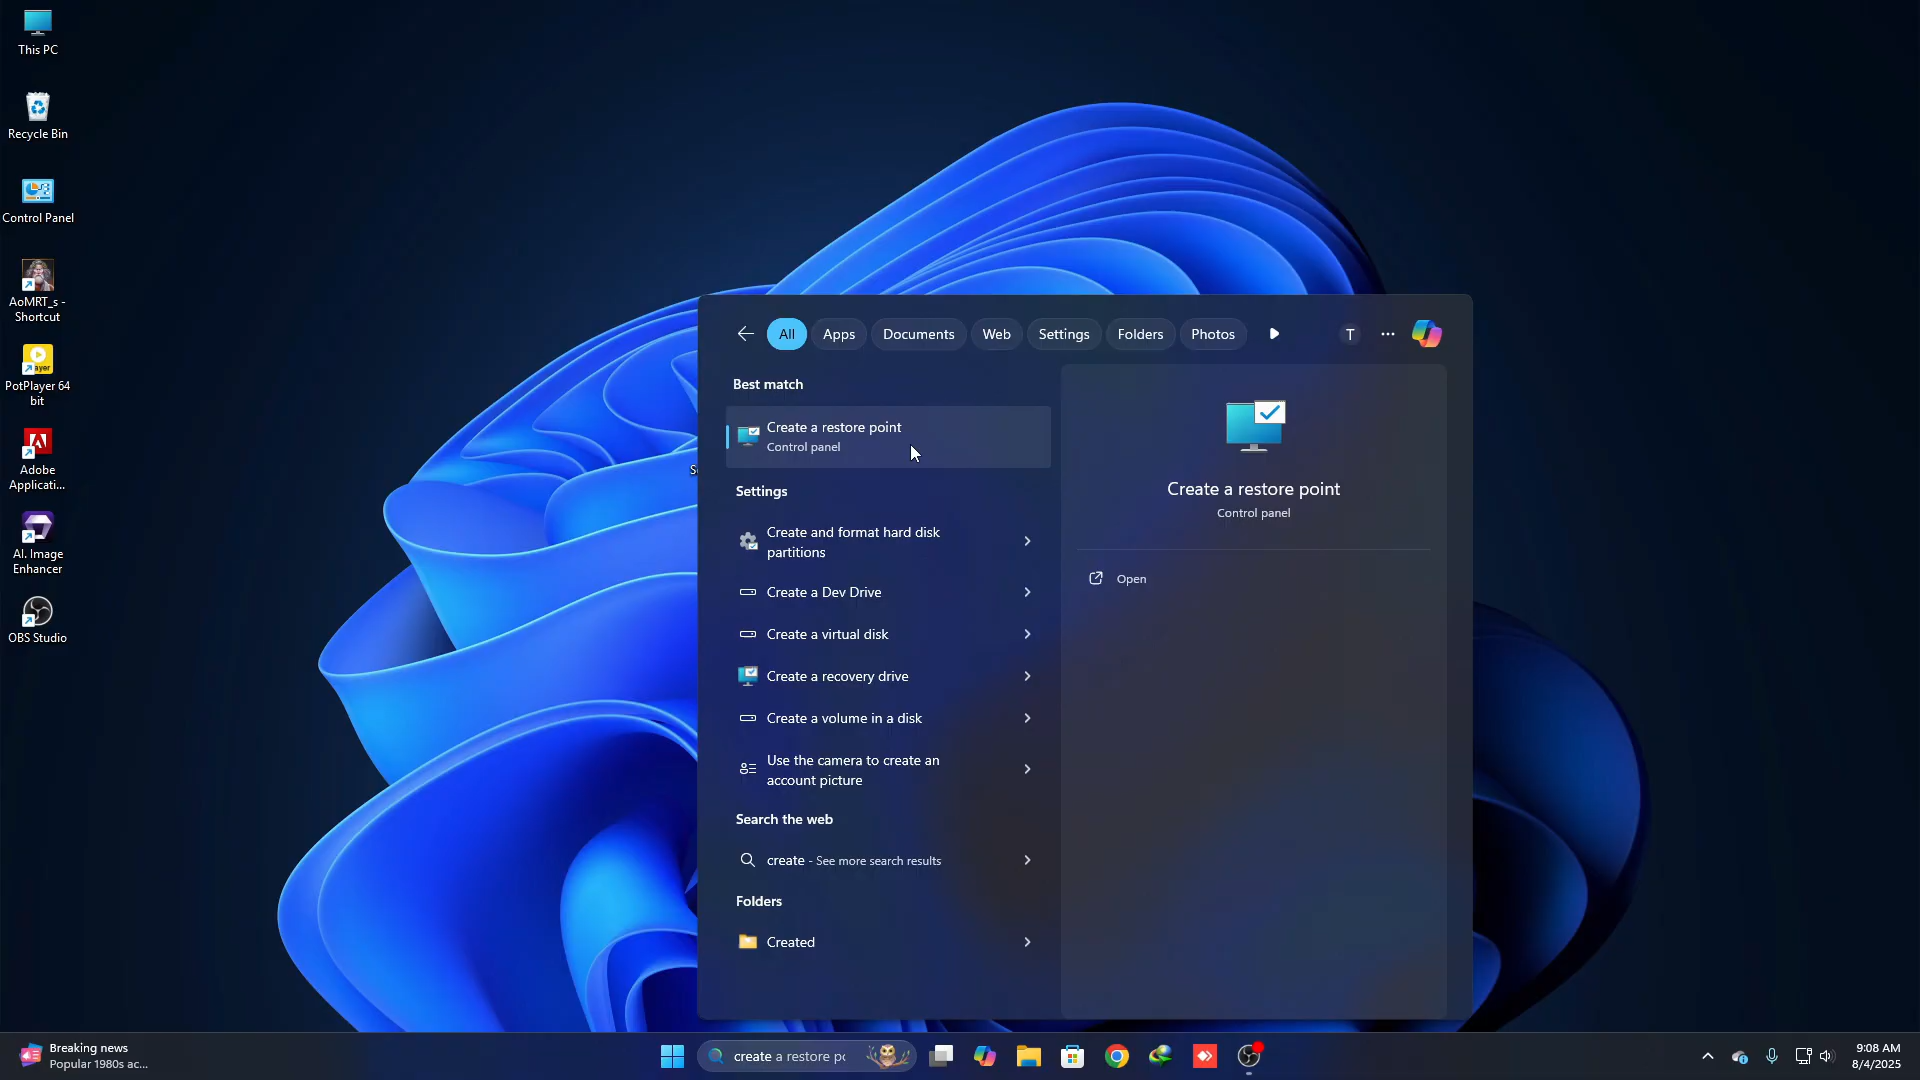 This PC
Recycle Bin
Control Panel
AoMRT_s -
Shortcut
PotPlayer 64
bit
Adobe
Applicati...
AI. Image
Enhancer
OBS Studio
All
Apps
Documents
Web
Settings
Folders
Photos
T
Best match
Create a restore point
Control panel
Settings
Create and format hard disk
partitions
Create a Dev Drive
Create a virtual disk
Create a recovery drive
Create a volume in a disk
Use the camera to create an
account picture
Search the web
create - See more search results
Folders
Created
Create a restore point
Control panel
Open
Breaking news
Popular 1980s ac...
create a restore pc
9:08 AM
8/4/2025